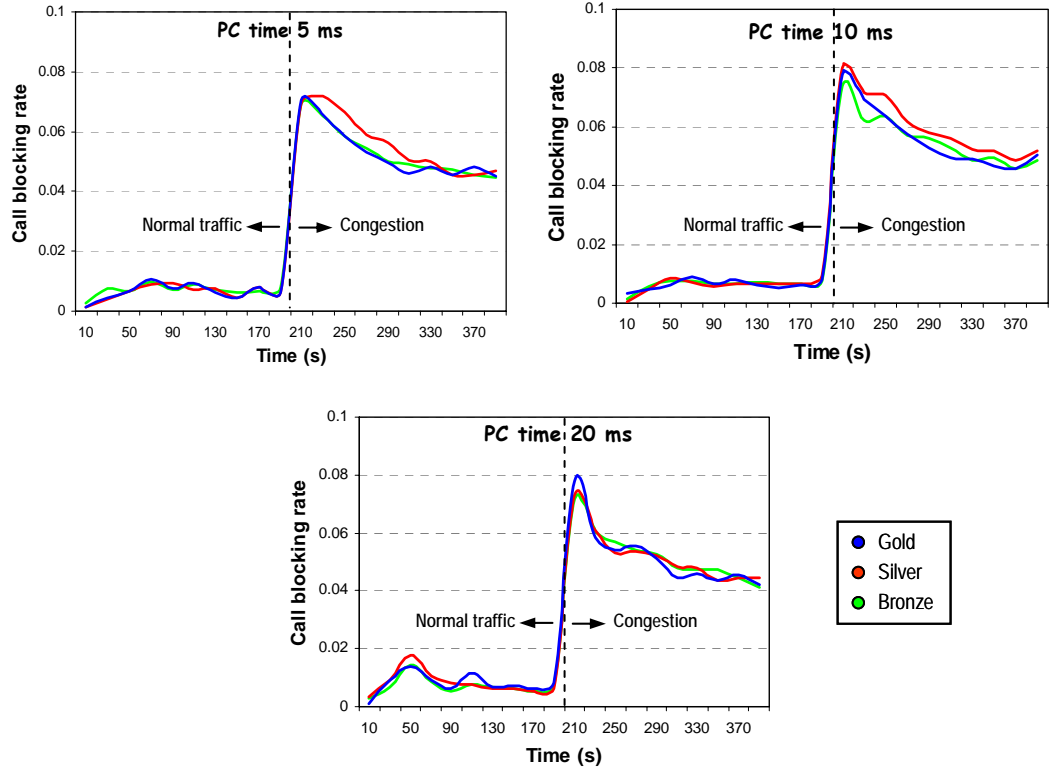 PC time 5 ms
Call blocking rate
0.1
0.08
0.06
0.04
0.02
0
Normal traffic
Congestion
10 50 90 130 170 210 250 290 330 370
Time (s)
PC time 10 ms
Call blocking rate
0.1
0.08
0.06
0.04
0.02
0
Normal traffic
Congestion
10 50 90 130 170 210 250 290 330 370
Time (s)
PC time 20 ms
Call blocking rate
0.1
0.08
0.06
0.04
0.02
0
Normal traffic
Congestion
10 50 90 130 170 210 250 290 330 370
Time (s)
Gold
Silver
Bronze